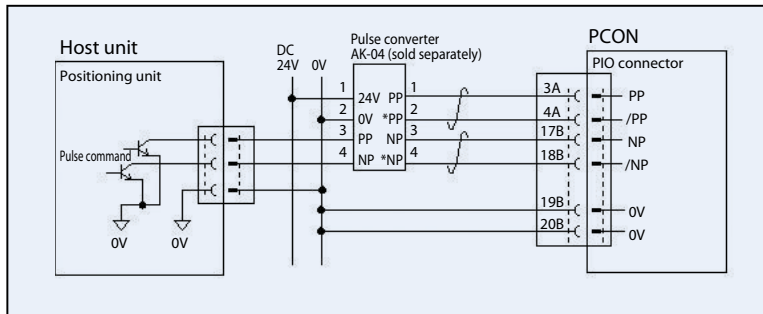 Host unit
Positioning unit
Pulse command
0V
0V
DC
24V 0V
Pulse converter
AK-04 (sold separately)
1 24V PP 1
2 0V *PP 2
3 PP NP 3
4 NP *NP 4
PCON
PIO connector
3A PP
4A /PP
17B NP
18B /NP
19B 0V
20B 0V